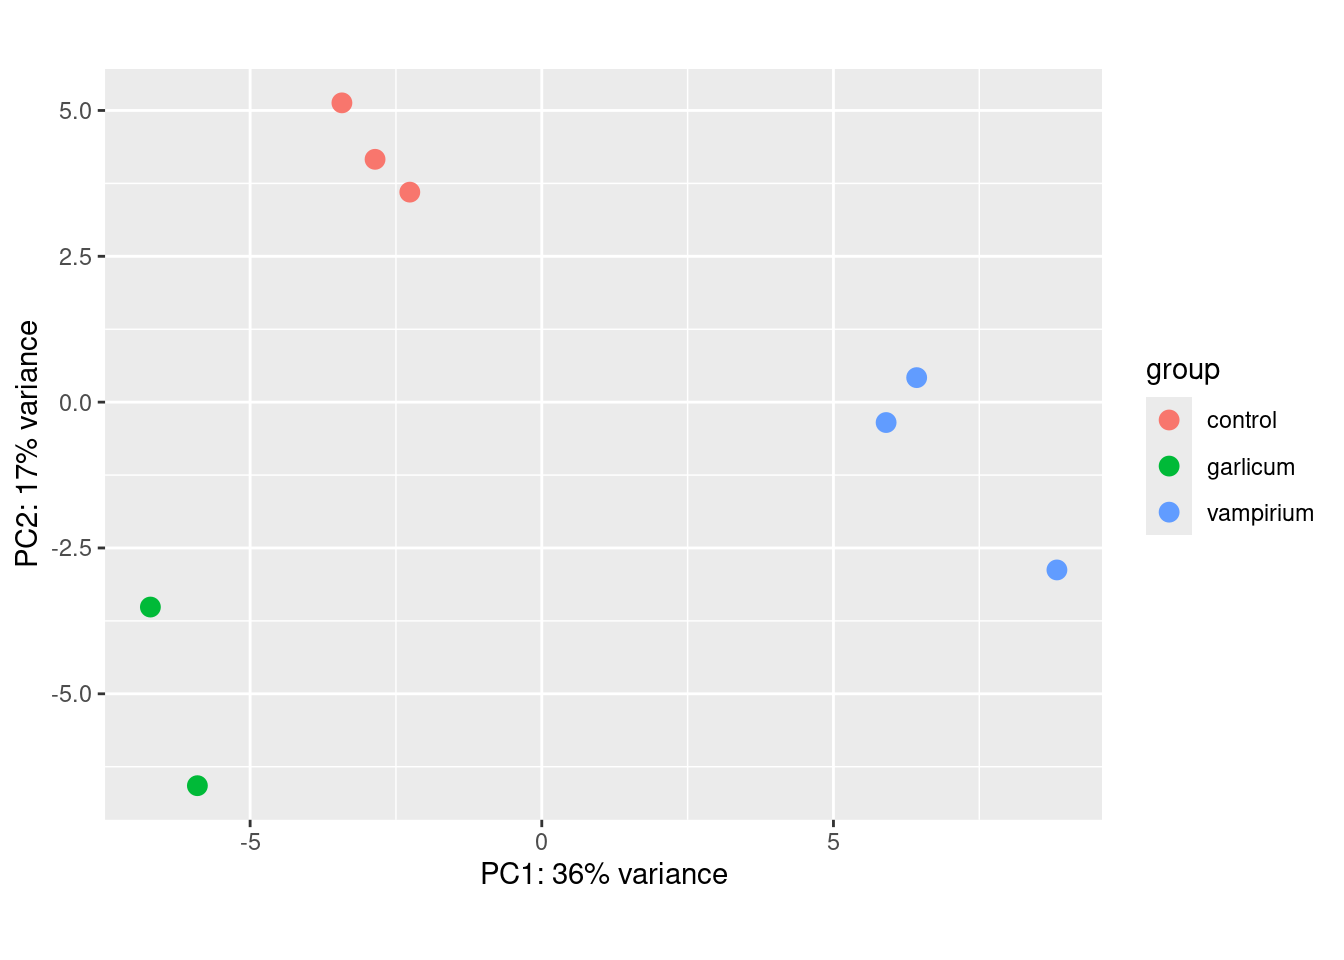 5.0
2.5
0.0
-2.5
-5.0
PC2: 17% variance
-5
0
5
PC1: 36% variance
group
control
garlicum
vampirium